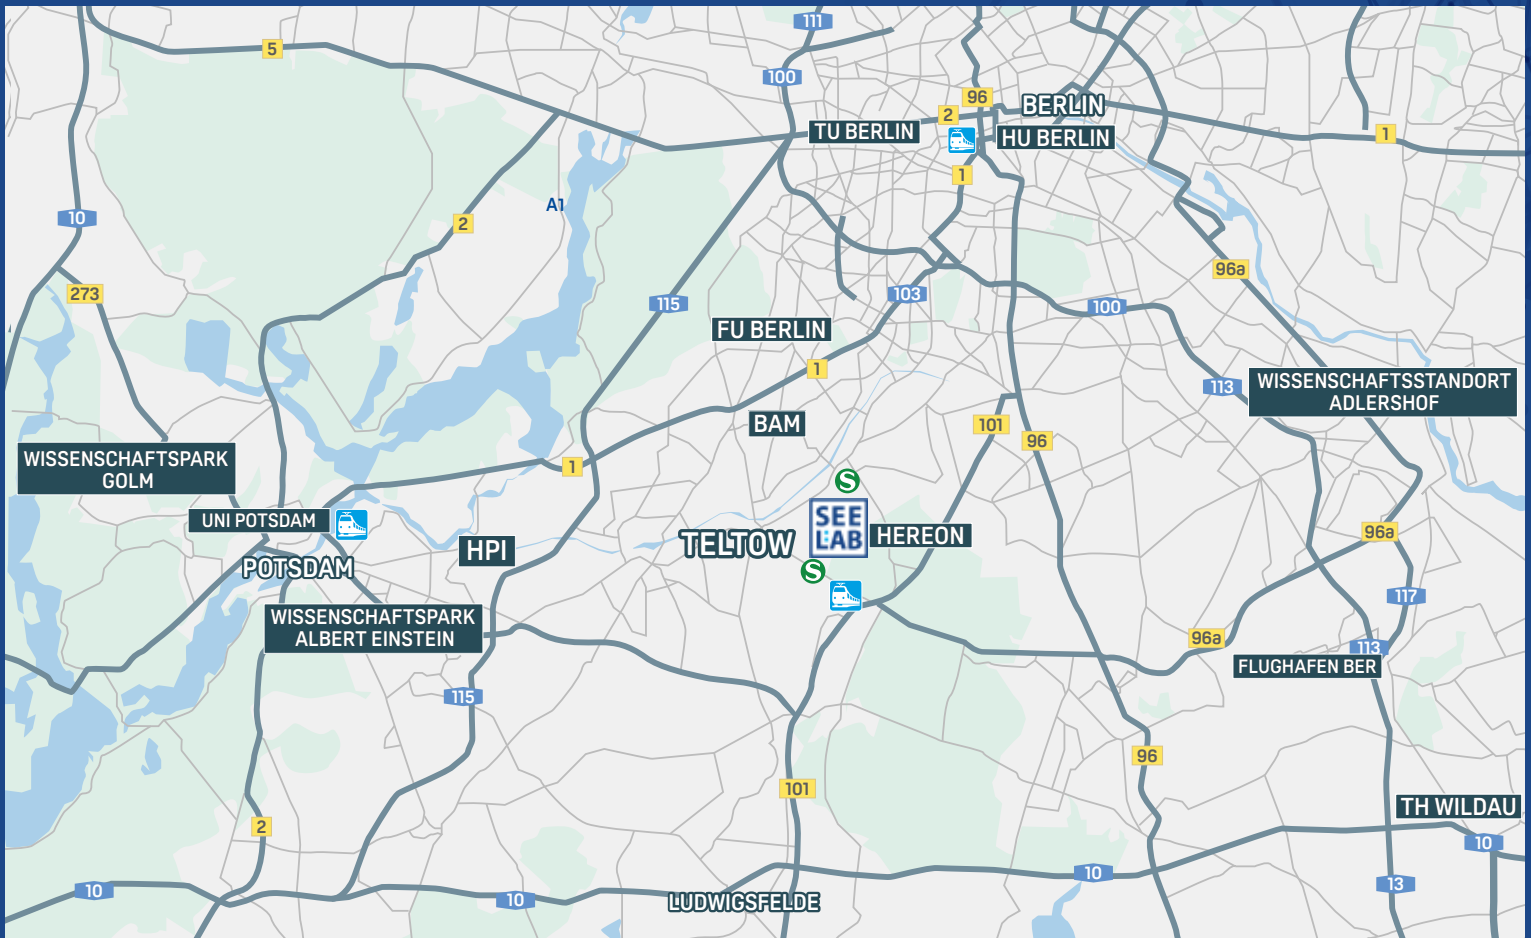 111
5
100
96
BERLIN
2
TU BERLIN
HU BERLIN
1
1
A1
10
2
96a
273
115
103
100
FU BERLIN
1
113
WISSENSCHAFTSSTANDORT
ADLERSHOF
BAM
101
96
WISSENSCHAFTSPARK
GOLM
1
S
UNI POTSDAM
SEE
LAB
HEREON
96a
TELTOW
HPI
POTSDAM
S
117
WISSENSCHAFTSPARK
ALBERT EINSTEIN
96a
113
FLUGHAFEN BER
115
96
101
TH WILDAU
2
10
10
10
13
10
LUDWIGSFELDE